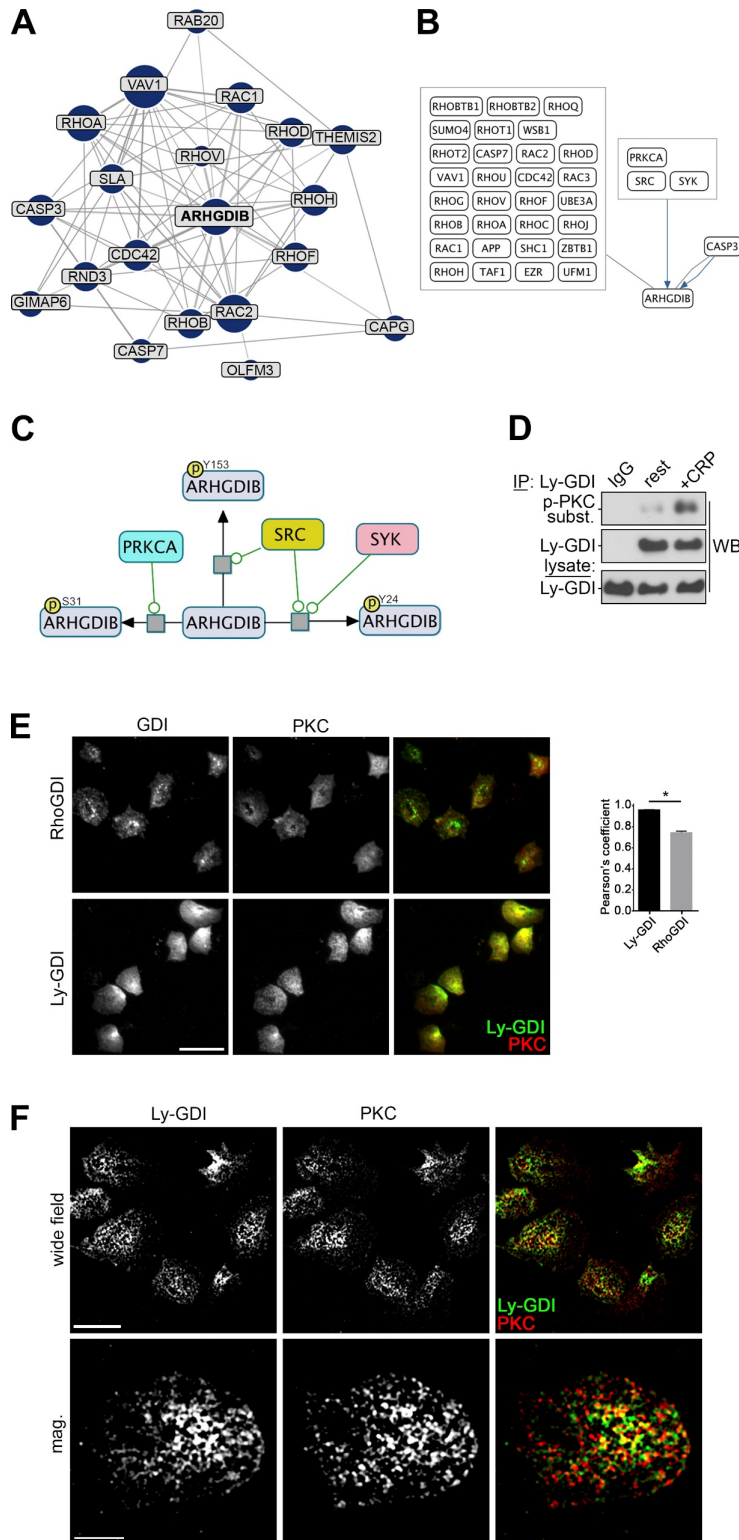 A
RAB20
VAV1
RAC1
RHOA
RHOD
THEMIS2
RHOV
SLA
CASP3
RHOH
ARHGDIB
CDC42
RHOF
RND3
GIMAP6
RHOB
RAC2
CAPG
CASP7
OLFM3
B
RHOBTB1 RHOBTB2 RHOQ
SUMO4 RHOT1 WSB1
RHOT2 CASP7 RAC2 RHOD
VAV1 RHOU CDC42 RAC3
RHOG RHOV RHOF UBE3A
RHOB RHOA RHOC RHOJ
RAC1 APP SHC1 ZBTB1
RHOH TAF1 EZR UFM1
PRKCA
SRC SYK
CASP3
ARHGDIB
C
p Y153
ARHGDIB
PRKCA
SRC
SYK
p S31
ARHGDIB
ARHGDIB
p Y24
ARHGDIB
D
IgG rest +CRP
IP: Ly-GDI
p-PKC
subst.
Ly-GDI
WB
lysate:
Ly-GDI
E
GDI PKC
RhoGDI
Ly-GDI
Ly-GDI
PKC
*
Pearson's coefficient
1.0
0.8
0.6
0.4
0.2
0.0
Ly-GDI
RhoGDI
F
Ly-GDI PKC
wide field
Ly-GDI
PKC
mag.